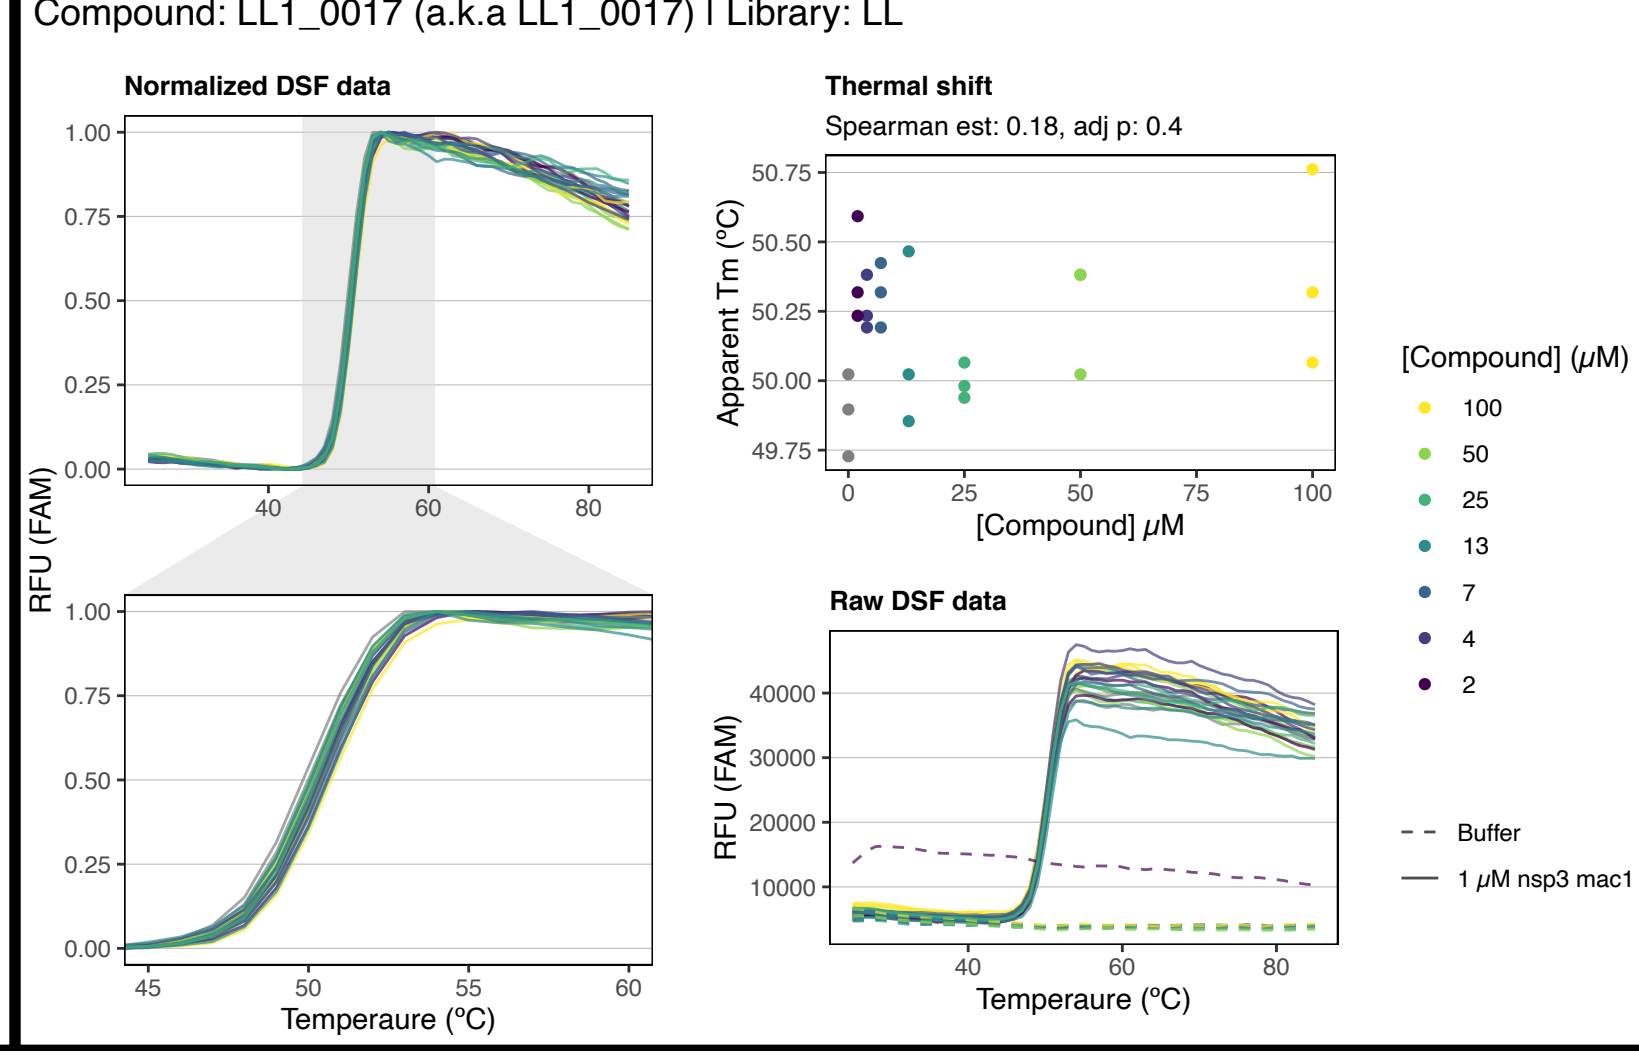 Compound: LL1_0017 (a.k.a LL1_0017) | Library: LL
Normalized DSF data
1.00
0.75
0.50
0.25
0.00
40
60
80
RFU (FAM)
1.00
0.75
0.50
0.25
0.00
45
50
55
60
Temperaure (ºC)
Thermal shift
Spearman est: 0.18, adj p: 0.4
Apparent Tm (ºC)
50.75
50.50
50.25
50.00
49.75
0
25
50
75
100
[Compound] µM
Raw DSF data
RFU (FAM)
40000
30000
20000
10000
40
60
80
Temperaure (ºC)
[Compound] (µM)
100
50
25
13
7
4
2
Buffer
1 µM nsp3 mac1